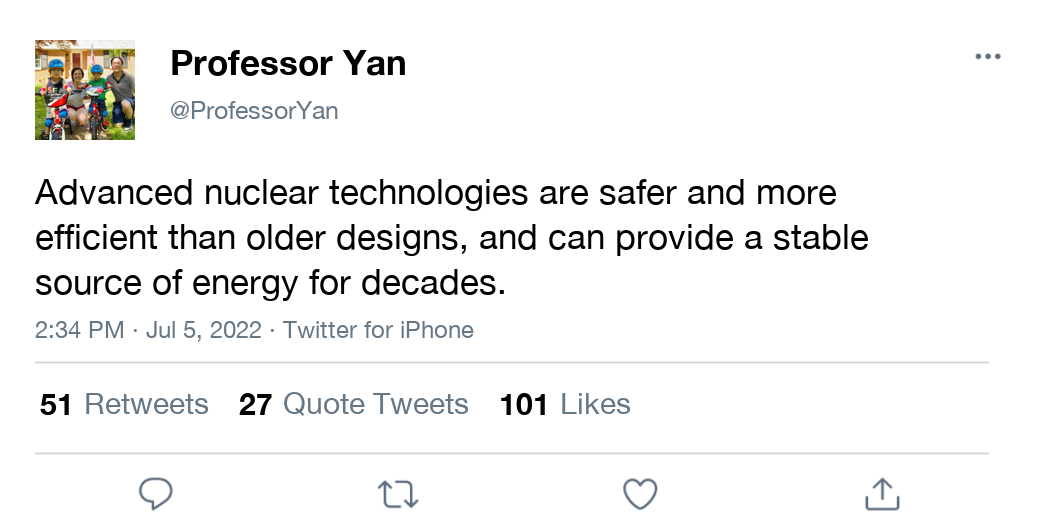 Professor Yan
@ProfessorYan
Advanced nuclear technologies are safer and more
efficient than older designs, and can provide a stable
source of energy for decades.
2:34 PM · Jul 5, 2022 · Twitter for iPhone
51 Retweets 27 Quote Tweets 101 Likes